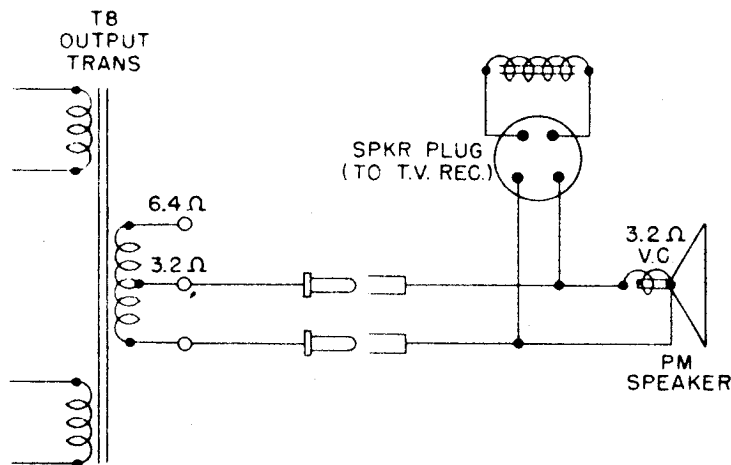 T8
OUTPUT
TRANS
SPKR PLUG
(TO T.V. REC.)
6.4 Ω
3.2 Ω
3.2 Ω
V.C.
PM
SPEAKER